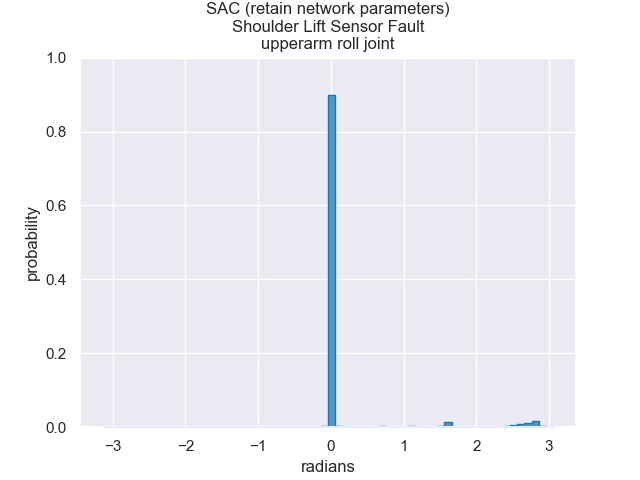 SAC (retain network parameters)
Shoulder Lift Sensor Fault
upperarm roll joint
1.0
0.8
0.6
0.4
0.2
0.0
probability
−3
−2
−1
0
1
2
3
radians